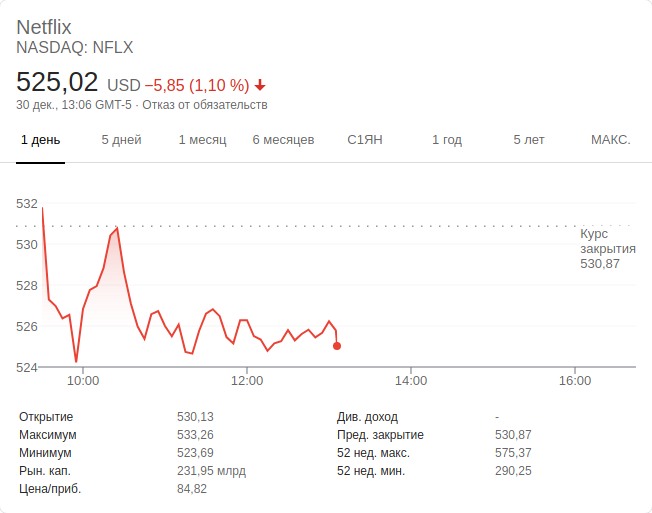 Netflix
NASDAQ: NFLX
525,02 USD −5,85 (1,10 %)
30 дек., 13:06 GMT-5 · Отказ от обязательств
1 день 5 дней 1 месяц 6 месяцев С1ЯН 1 год 5 лет МАКС.
532
530
528
526
524
Курс
закрытия
530,87
10:00 12:00 14:00 16:00
Открытие 530,13
Максимум 533,26
Минимум 523,69
Рын. кап. 231,95 млрд
Цена/приб. 84,82
Див. доход -
Пред. закрытие 530,87
52 нед. макс. 575,37
52 нед. мин. 290,25